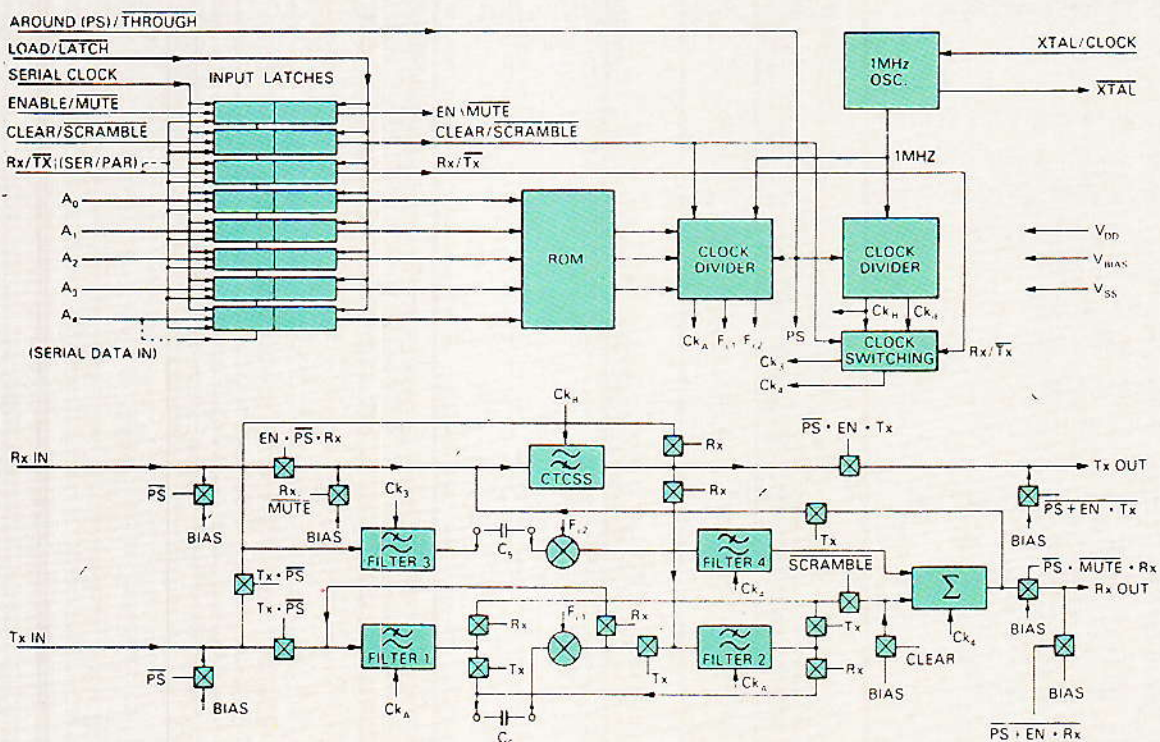 AROUND (PS)/THROUGH
LOAD/LATCH
SERIAL CLOCK
INPUT LATCHES
ENABLE/MUTE
CLEAR/SCRAMBLE
Rx/TX (SER/PAR)
EN\MUTE
CLEAR/SCRAMBLE
Rx/Tx
A0
A1
A2
A3
A4
(SERIAL DATA IN)
ROM
1MHz
OSC.
XTAL/CLOCK
XTAL
1MHZ
CLOCK
DIVIDER
CLOCK
DIVIDER
VDD
VBIAS
VSS
CkA
PS
CkH
CLOCK
SWITCHING
Rx/Tx
Ck3
Ck4
CkH
EN · PS · Rx
Rx
PS · EN · Tx
Rx IN
CTCSS
Tx OUT
PS
Rx
MUTE
Ck3
Rx
PS + EN · Tx
BIAS
BIAS
FILTER 3
C5
Tx
FILTER 4
SCRAMBLE
BIAS
PS · MUTE · Rx
Tx · PS
Tx · PS
Σ
Rx OUT
Rx
Rx
Tx
BIAS
Tx IN
FILTER 1
Tx
Tx
FILTER 2
Rx
CLEAR
Ck4
PS
BIAS
BIAS
BIAS
CkA
CkA
PS + EN · Rx